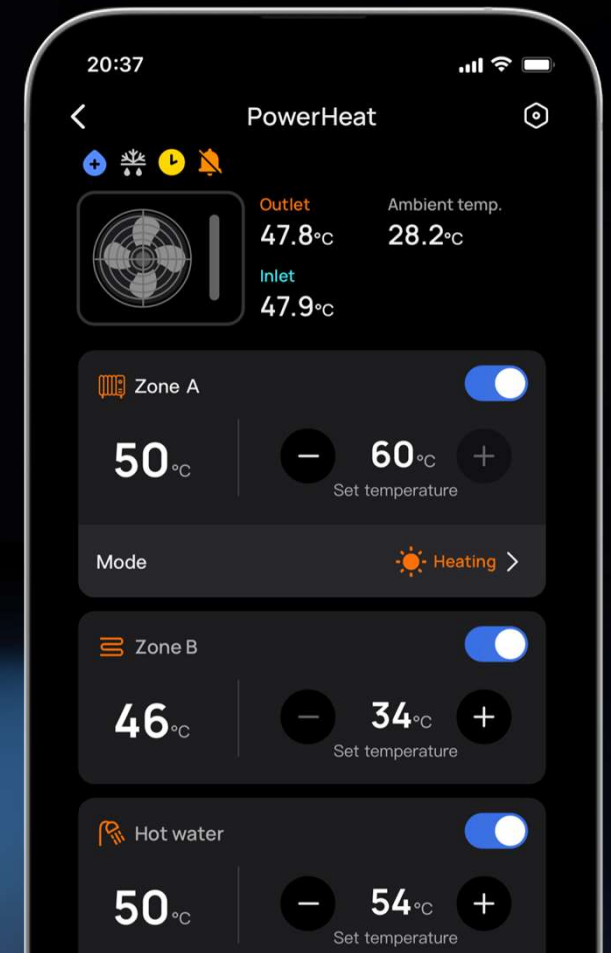 20:37
PowerHeat
Outlet
47.8°C
Ambient temp.
28.2°C
Inlet
47.9°C
Zone A
50°C
60°C
Set temperature
Mode
Heating
Zone B
46°C
34°C
Set temperature
Hot water
50°C
54°C
Set temperature